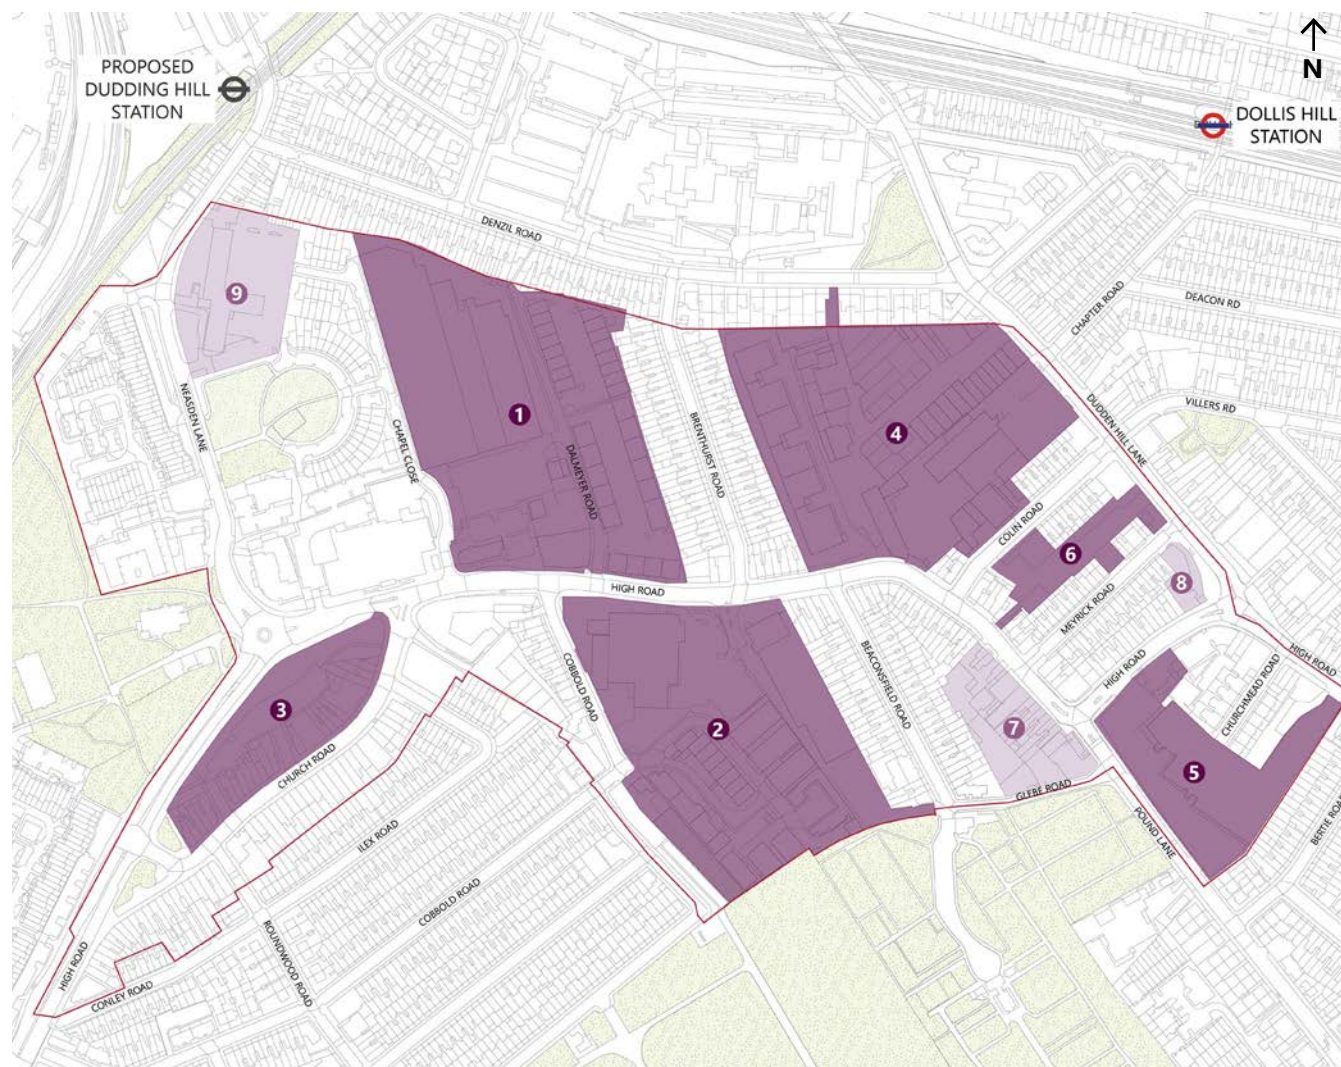 N
PROPOSED
DUDDING HILL
STATION
DOLLIS HILL
STATION
DENZIL ROAD
CHAPTER ROAD
DEACON RD
9
NEASDEN LANE
CHAPEL CLOSE
1
DALMEYER ROAD
BRENTHURST ROAD
4
DUDDEN HILL LANE
VILLERS RD
COLIN ROAD
6
8
MEYRICK ROAD
HIGH ROAD
3
CHURCH ROAD
COBBOLD ROAD
2
BEACONSFIELD ROAD
7
GLEBE ROAD
HIGH ROAD
HIGH ROAD
CHURCHMEAD ROAD
5
POUND LANE
BERTIE ROAD
ILEX ROAD
COBBOLD ROAD
ROUNDWOOD ROAD
HIGH ROAD
CONLEY ROAD